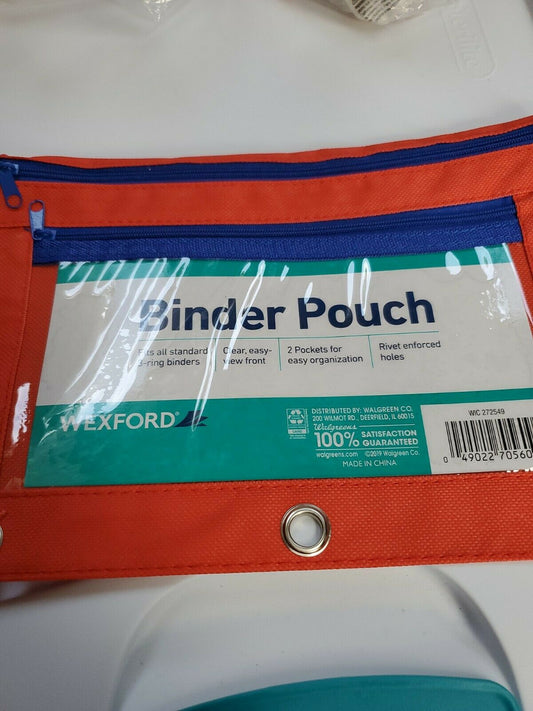 Binder Pouch
Fits all standard 3-ring binders
Clear, easy-view front
2 Pockets for easy organization
Rivet enforced holes
WEXFORD®
DISTRIBUTED BY: WALGREEN CO.
200 WILMOT RD., DEERFIELD, IL 60015
Walgreens
100% SATISFACTION GUARANTEED
walgreens.com ©2019 Walgreen Co.
MADE IN CHINA
WIC 272549
0 49022 70560